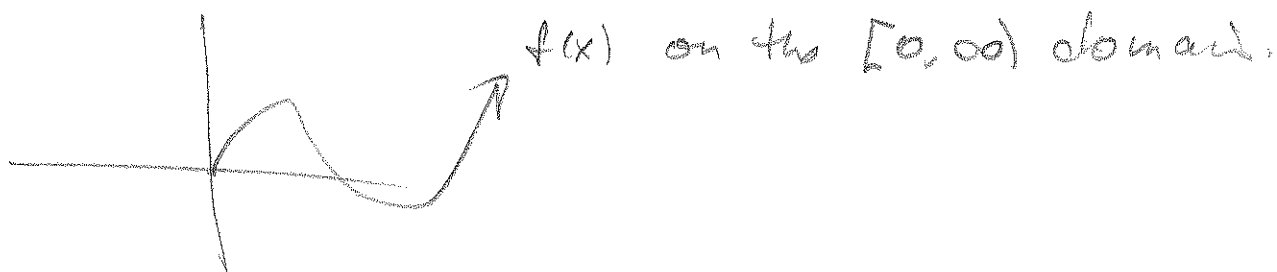 f(x) on the [0,∞) domain.